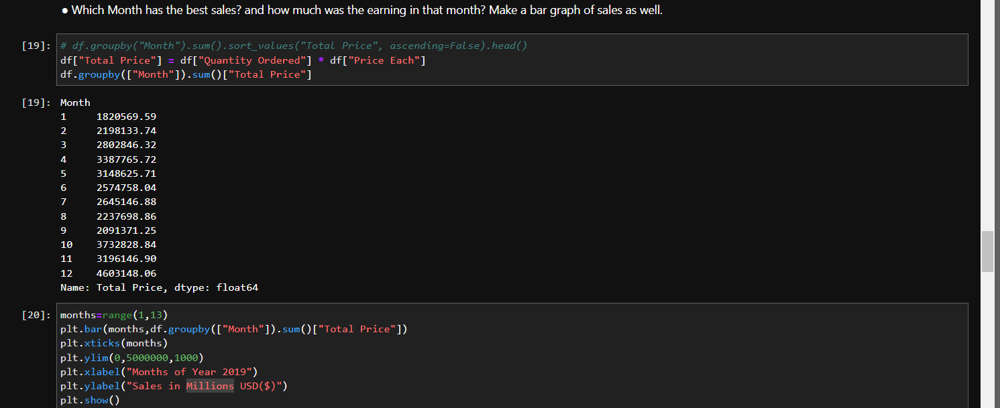 ● Which Month has the best sales? and how much was the earning in that month? Make a bar graph of sales as well.
[19]: # df.groupby("Month").sum().sort_values("Total Price", ascending=False).head()
df["Total Price"] = df["Quantity Ordered"] * df["Price Each"]
df.groupby(["Month"]).sum()["Total Price"]
[19]: Month
1     1820569.59
2     2198133.74
3     2802846.32
4     3387765.72
5     3148625.71
6     2574758.04
7     2645146.88
8     2237698.86
9     2091371.25
10    3732828.84
11    3196146.90
12    4603148.06
Name: Total Price, dtype: float64
[20]: months=range(1,13)
plt.bar(months,df.groupby(["Month"]).sum()["Total Price"])
plt.xticks(months)
plt.ylim(0,5000000,1000)
plt.xlabel("Months of Year 2019")
plt.ylabel("Sales in Millions USD($)")
plt.show()